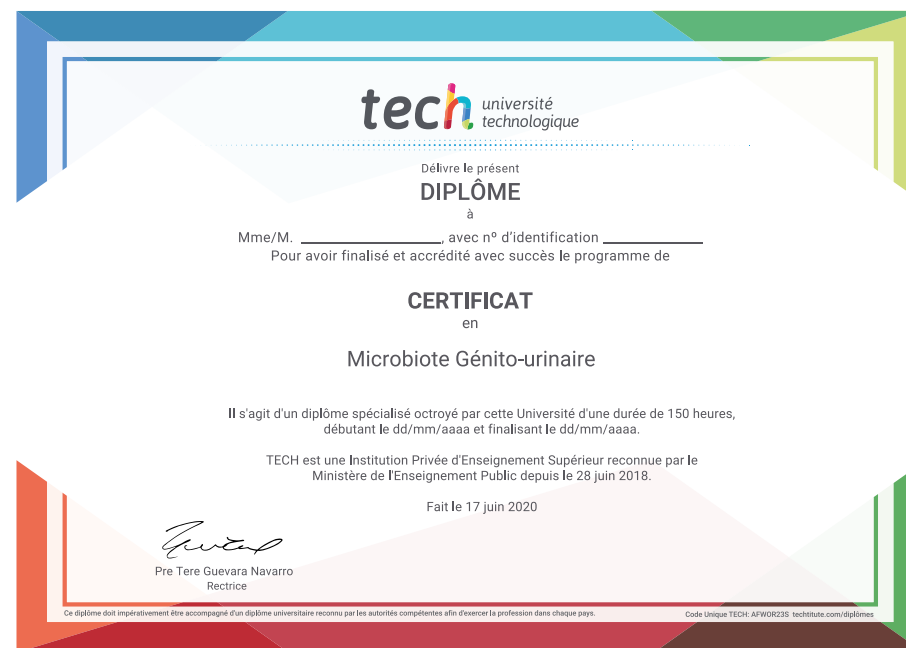 tech université
technologique
Délivre le présent
DIPLÔME
à
Mme/M. ____________________, avec nº d'identification ______________
Pour avoir finalisé et accrédité avec succès le programme de
CERTIFICAT
en
Microbiote Génito-urinaire
Il s'agit d'un diplôme spécialisé octroyé par cette Université d'une durée de 150 heures,
débutant le dd/mm/aaaa et finalisant le dd/mm/aaaa.
TECH est une Institution Privée d'Enseignement Supérieur reconnue par le
Ministère de l'Enseignement Public depuis le 28 juin 2018.
Fait le 17 juin 2020
Pre Tere Guevara Navarro
Rectrice
Ce diplôme doit impérativement être accompagné d'un diplôme universitaire reconnu par les autorités compétentes afin d'exercer la profession dans chaque pays.
Code Unique TECH: AFWOR23S techtitute.com/diplômes